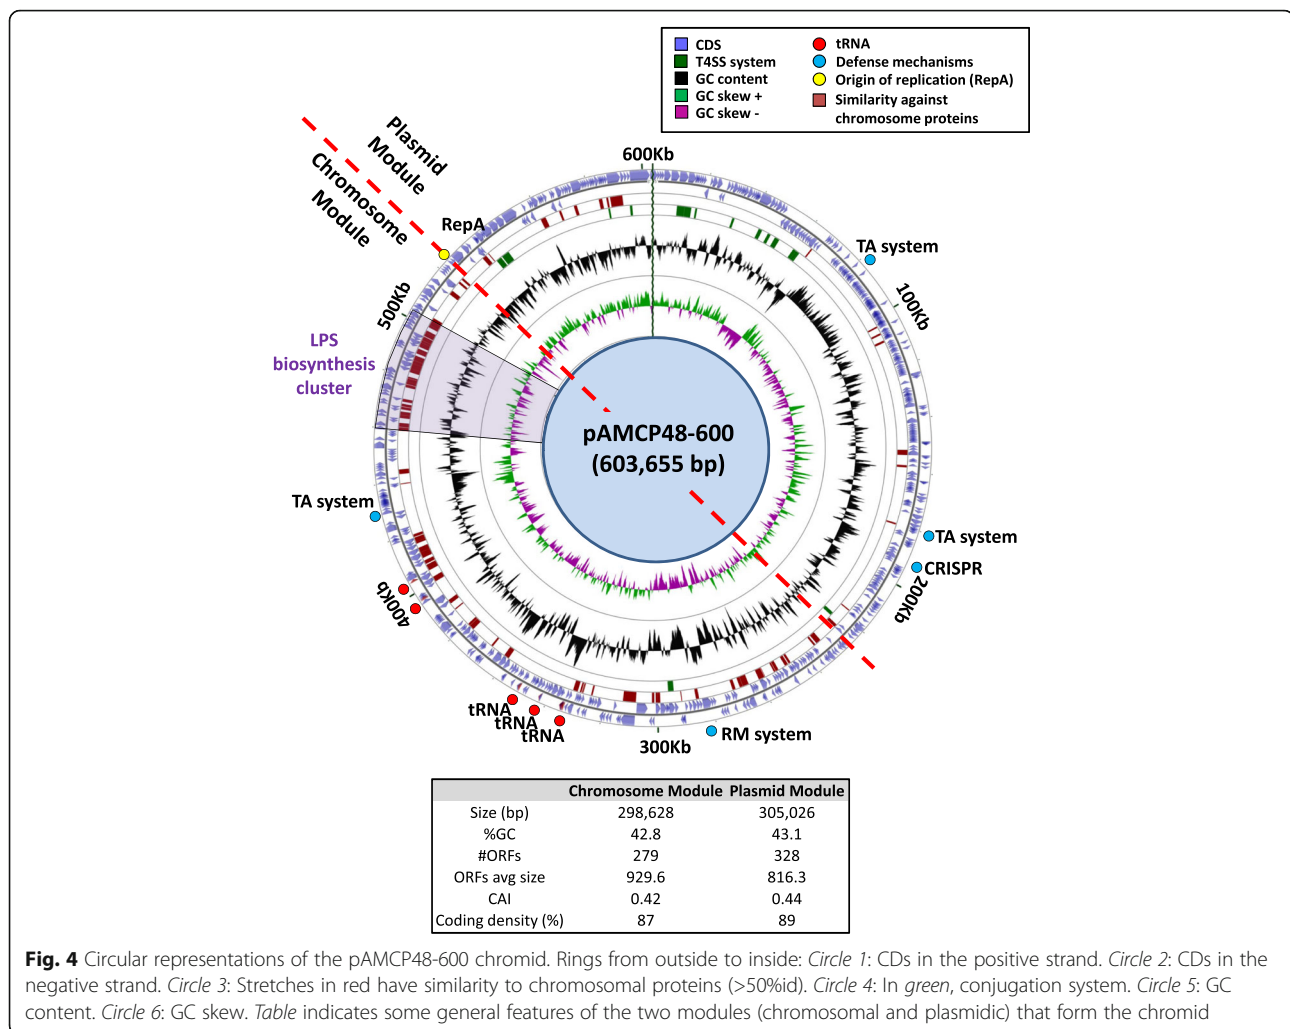 CDS
T4SS system
GC content
GC skew +
GC skew -
tRNA
Defense mechanisms
Origin of replication (RepA)
Similarity against
chromosome proteins
Plasmid
Module
Chromosome
Module
RepA
600Kb
TA system
100Kb
500Kb
LPS
biosynthesis
cluster
pAMCP48-600
(603,655 bp)
TA system
TA system
CRISPR
200Kb
400Kb
tRNA
tRNA
tRNA
RM system
300Kb
Chromosome Module Plasmid Module
Size (bp) 298,628 305,026
%GC 42.8 43.1
#ORFs 279 328
ORFs avg size 929.6 816.3
CAI 0.42 0.44
Coding density (%) 87 89
Fig. 4 Circular representations of the pAMCP48-600 chromid. Rings from outside to inside: Circle 1: CDs in the positive strand. Circle 2: CDs in the
negative strand. Circle 3: Stretches in red have similarity to chromosomal proteins (>50%id). Circle 4: In green, conjugation system. Circle 5: GC
content. Circle 6: GC skew. Table indicates some general features of the two modules (chromosomal and plasmidic) that form the chromid